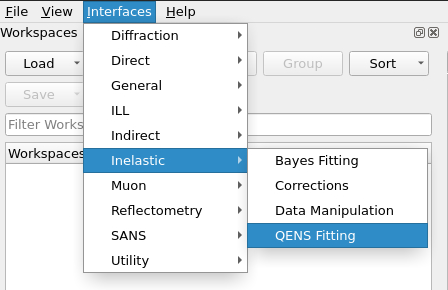 File View Interfaces Help
Workspaces
Load Group Sort
Save
Filter Works
Workspaces
Diffraction
Direct
General
ILL
Indirect
Inelastic
Muon
Reflectometry
SANS
Utility
Bayes Fitting
Corrections
Data Manipulation
QENS Fitting